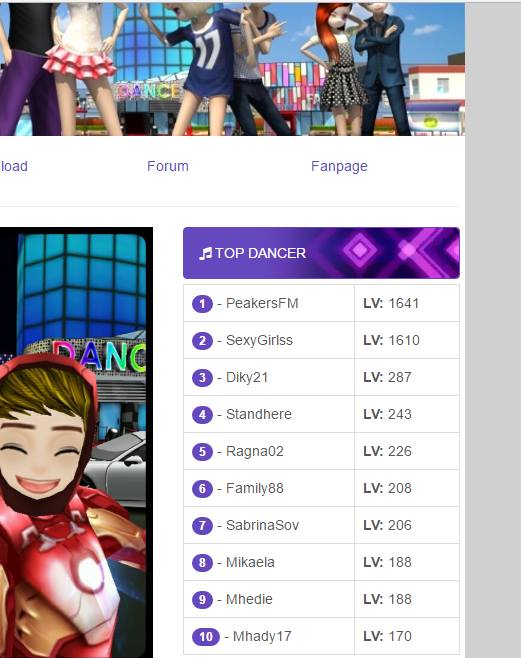 17
DANCE
load Forum Fanpage
TOP DANCER
1 - PeakersFM LV: 1641
2 - SexyGirlss LV: 1610
3 - Diky21 LV: 287
4 - Standhere LV: 243
5 - Ragna02 LV: 226
6 - Family88 LV: 208
7 - SabrinaSov LV: 206
8 - Mikaela LV: 188
9 - Mhedie LV: 188
10 - Mhady17 LV: 170
DANC